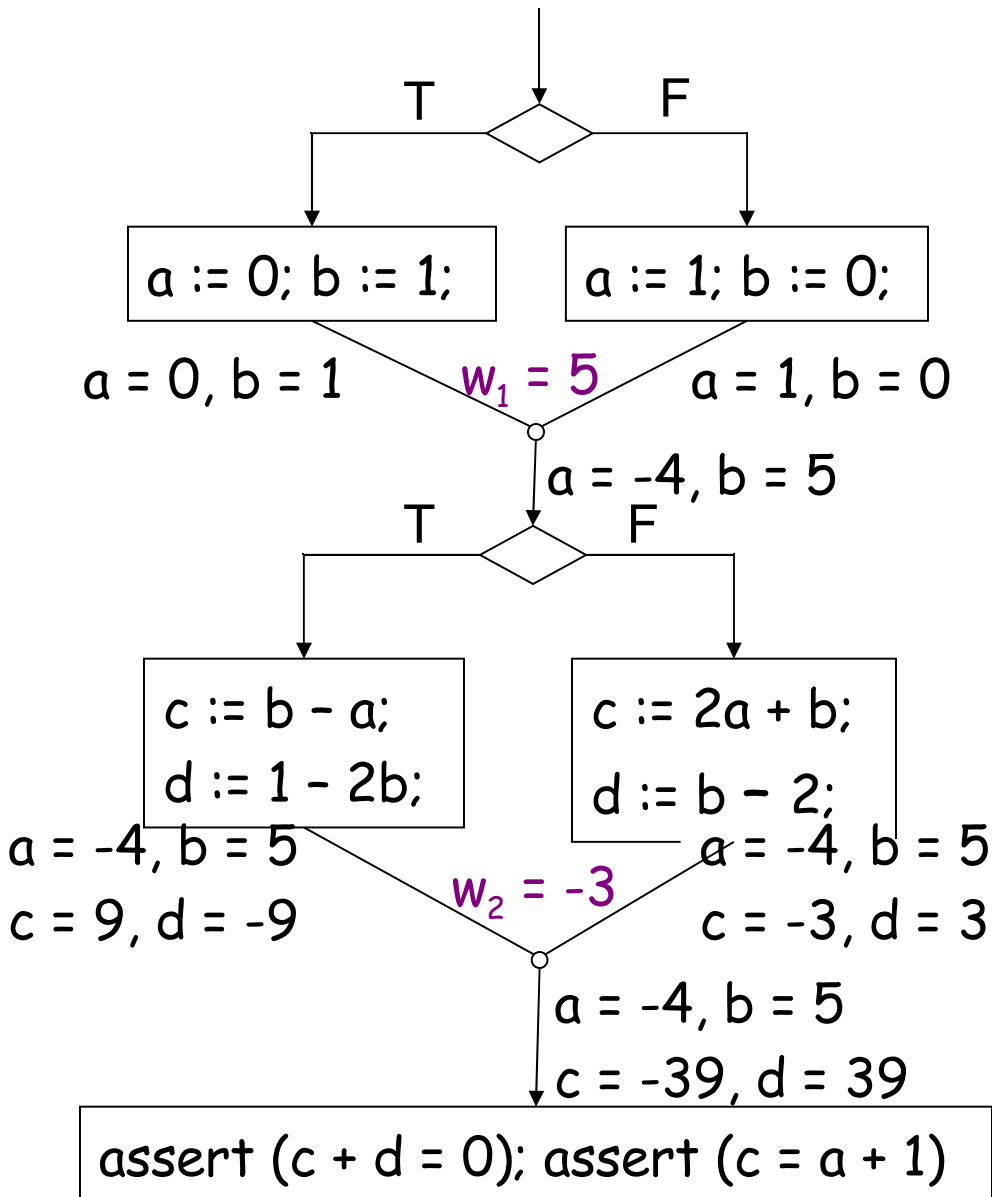 T F
a := 0; b := 1; a := 1; b := 0;
a = 0, b = 1 w₁ = 5 a = 1, b = 0
a = -4, b = 5
T F
c := b – a; c := 2a + b;
d := 1 – 2b; d := b – 2;
a = -4, b = 5 a = -4, b = 5
w₂ = -3
c = 9, d = -9 c = -3, d = 3
a = -4, b = 5
c = -39, d = 39
assert (c + d = 0); assert (c = a + 1)